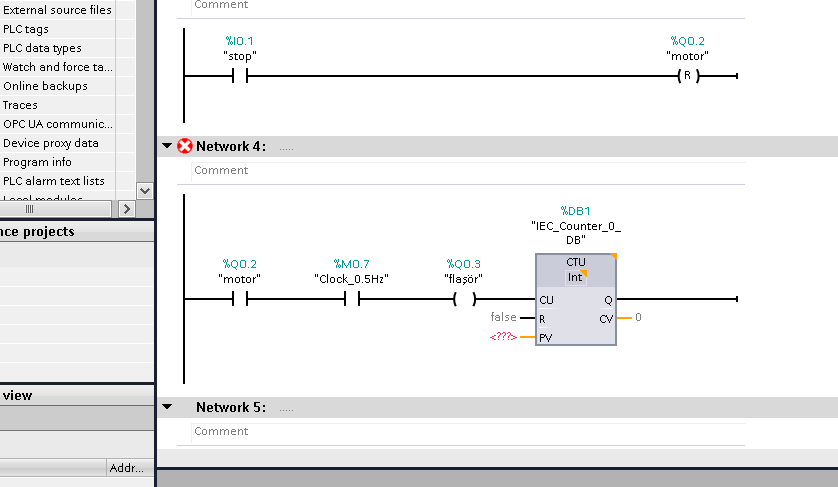 External source files
PLC tags
PLC data types
Watch and force ta...
Online backups
Traces
OPC UA communic...
Device proxy data
Program info
PLC alarm text lists
Local modules
nce projects
view
Addr...
Comment
%I0.1
"stop"
%Q0.2
"motor"
R
Network 4:
.....
Comment
%DB1
"IEC_Counter_0_
DB"
%Q0.2
"motor"
%M0.7
"Clock_0.5Hz"
%Q0.3
"flaşör"
CTU
Int
CU
Q
false
R
CV
0
<???>
PV
Network 5:
.....
Comment